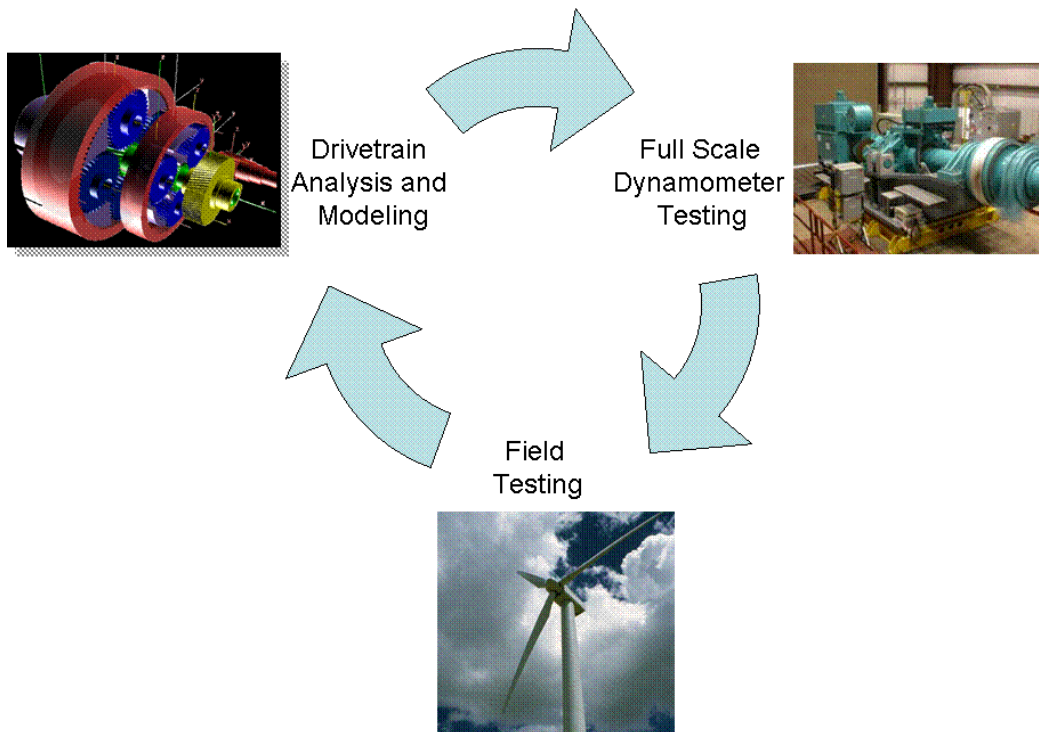 Drivetrain
Analysis and
Modeling
Full Scale
Dynamometer
Testing
Field
Testing